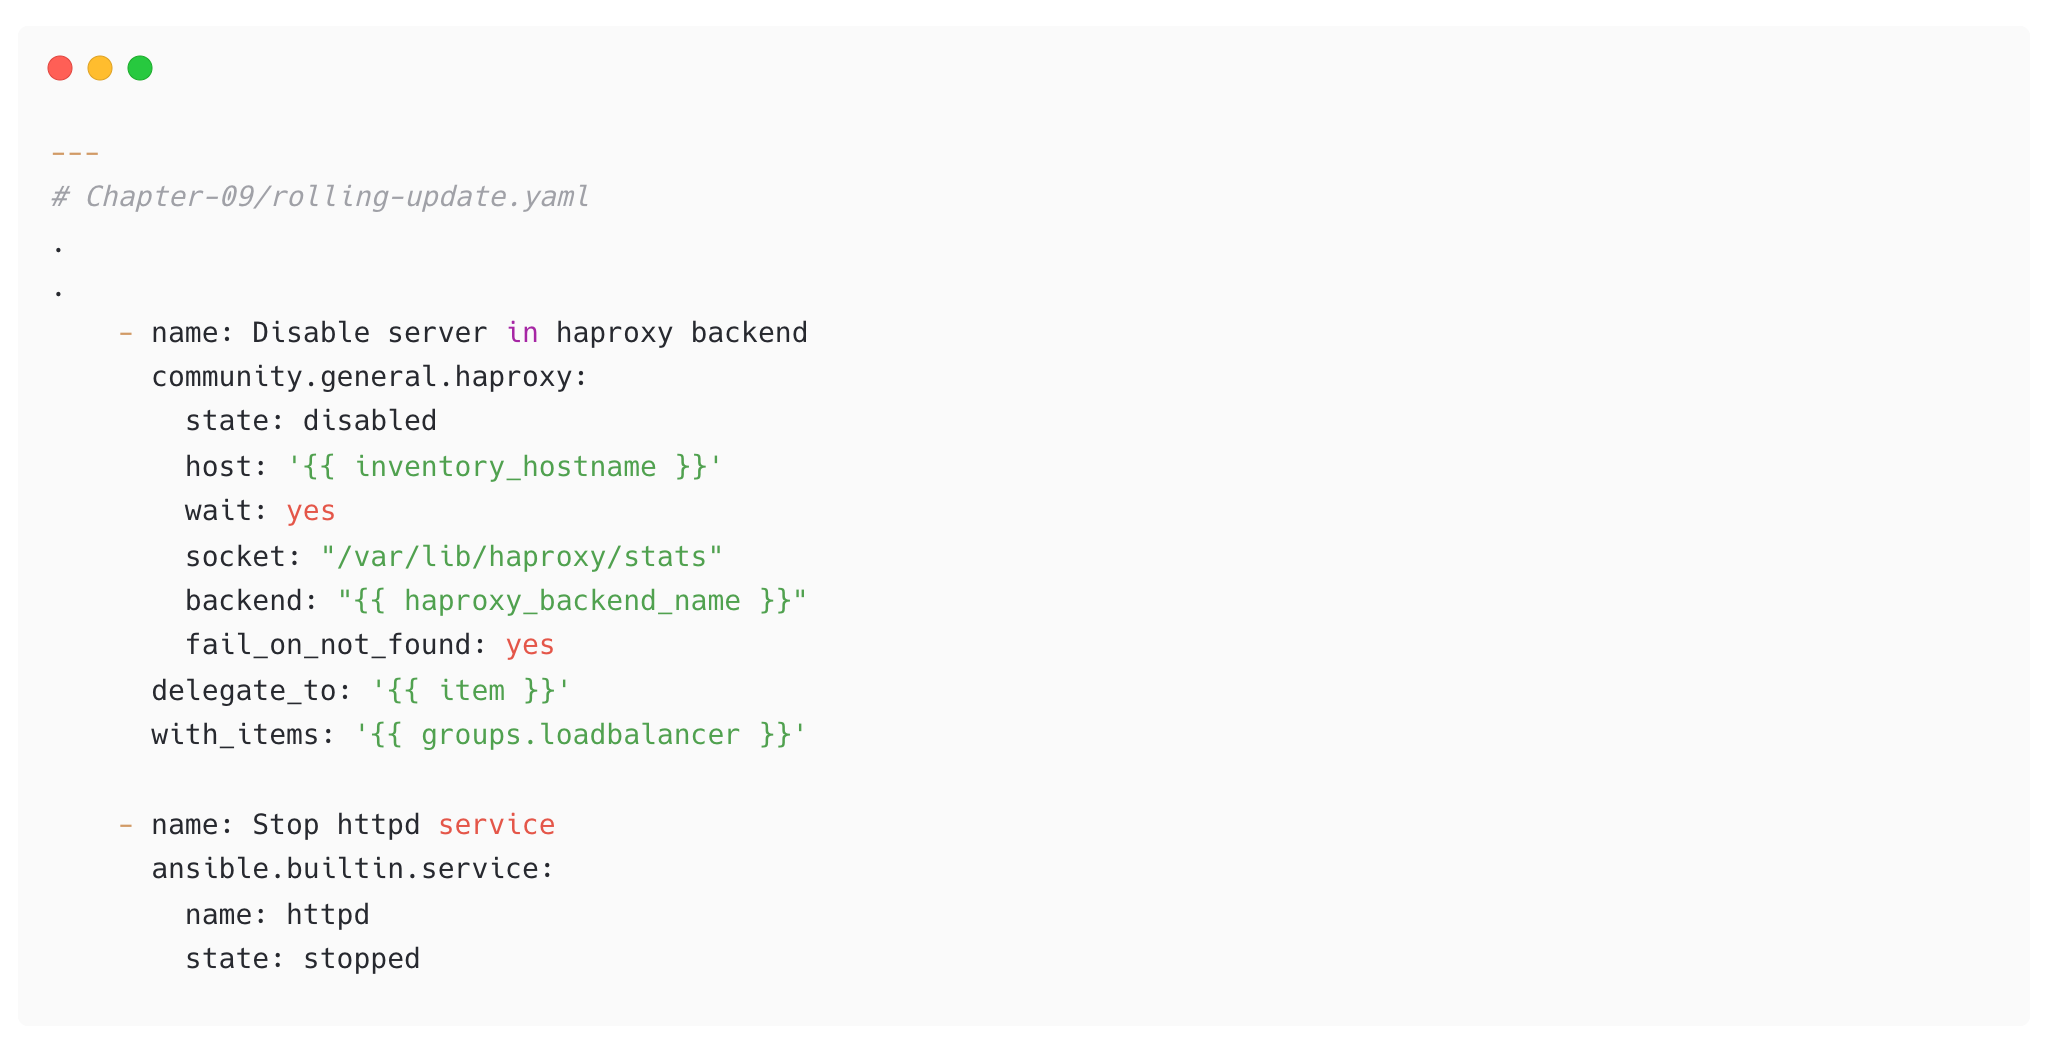 ---
# Chapter-09/rolling-update.yaml
.
.
    - name: Disable server in haproxy backend
      community.general.haproxy:
        state: disabled
        host: '{{ inventory_hostname }}'
        wait: yes
        socket: "/var/lib/haproxy/stats"
        backend: "{{ haproxy_backend_name }}"
        fail_on_not_found: yes
      delegate_to: '{{ item }}'
      with_items: '{{ groups.loadbalancer }}'

    - name: Stop httpd service
      ansible.builtin.service:
        name: httpd
        state: stopped